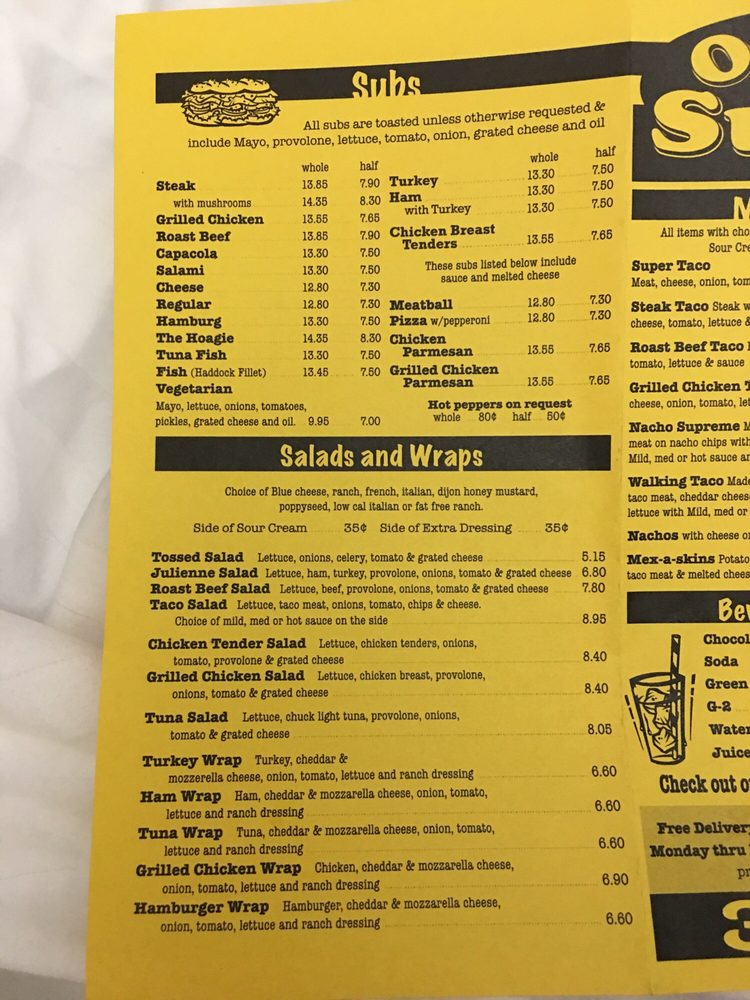 Subs
All subs are toasted unless otherwise requested &
include Mayo, provolone, lettuce, tomato, onion, grated cheese and oil
whole half
Steak 13.85 7.90
with mushrooms 14.35 8.30
Grilled Chicken 13.55 7.65
Roast Beef 13.85 7.90
Capacola 13.30 7.50
Salami 13.30 7.50
Cheese 12.80 7.30
Regular 12.80 7.30
Hamburg 13.30 7.50
The Hoagie 14.35 8.30
Tuna Fish 13.30 7.50
Fish (Haddock Fillet) 13.45 7.50
Vegetarian
Mayo, lettuce, onions, tomatoes,
pickles, grated cheese and oil. 9.95 7.00
whole half
Turkey 13.30 7.50
Ham 13.30 7.50
with Turkey 13.30 7.50
Chicken Breast
Tenders 13.55 7.65
These subs listed below include
sauce and melted cheese
Meatball 12.80 7.30
Pizza w/pepperoni 12.80 7.30
Chicken
Parmesan 13.55 7.65
Grilled Chicken
Parmesan 13.55 7.65
Hot peppers on request
whole 80¢ half 50¢
Salads and Wraps
Choice of Blue cheese, ranch, french, italian, dijon honey mustard,
poppyseed, low cal italian or fat free ranch.
Side of Sour Cream 35¢ Side of Extra Dressing 35¢
Tossed Salad Lettuce, onions, celery, tomato & grated cheese 5.15
Julienne Salad Lettuce, ham, turkey, provolone, onions, tomato & grated cheese 6.80
Roast Beef Salad Lettuce, beef, provolone, onions, tomato & grated cheese 7.80
Taco Salad Lettuce, taco meat, onions, tomato, chips & cheese.
Choice of mild, med or hot sauce on the side 8.95
Chicken Tender Salad Lettuce, chicken tenders, onions,
tomato, provolone & grated cheese 8.40
Grilled Chicken Salad Lettuce, chicken breast, provolone,
onions, tomato & grated cheese 8.40
Tuna Salad Lettuce, chuck light tuna, provolone, onions,
tomato & grated cheese 8.05
Turkey Wrap Turkey, cheddar &
mozzerella cheese, onion, tomato, lettuce and ranch dressing 6.60
Ham Wrap Ham, cheddar & mozzarella cheese, onion, tomato,
lettuce and ranch dressing 6.60
Tuna Wrap Tuna, cheddar & mozzarella cheese, onion, tomato,
lettuce and ranch dressing 6.60
Grilled Chicken Wrap Chicken, cheddar & mozzarella cheese,
onion, tomato, lettuce and ranch dressing 6.90
Hamburger Wrap Hamburger, cheddar & mozzarella cheese,
onion, tomato, lettuce and ranch dressing 6.60
All items with
Sour
Super Taco
Meat, cheese, onion,
Steak Taco Steak
cheese, tomato, lettuce &
Roast Beef Taco
tomato, lettuce & sauce
Grilled Chicken
cheese, onion, tomato,
Nacho Supreme
meat on nacho chips with
Mild, med or hot sauce
Walking Taco
taco meat, cheddar
lettuce with Mild, med or
Nachos with cheese
Mex-a-skins Potato
taco meat & melted
Soda
Green
G-2
Check out
Free
Monday thru
3